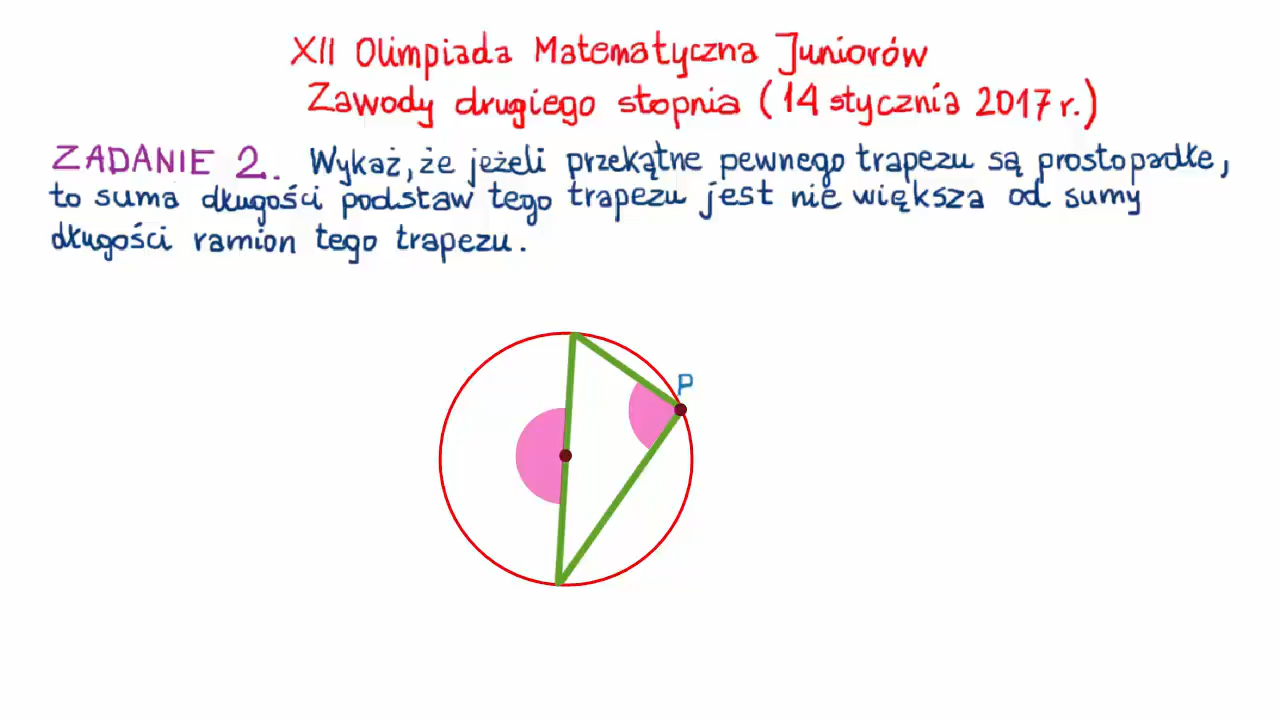 XII Olimpiada Matematyczna Juniorów
Zawody drugiego stopnia (14 stycznia 2017 r.)
ZADANIE 2. Wykaż, że jeżeli przekątne pewnego trapezu są prostopadłe,
to suma długości podstaw tego trapezu jest nie większa od sumy
długości ramion tego trapezu.
P